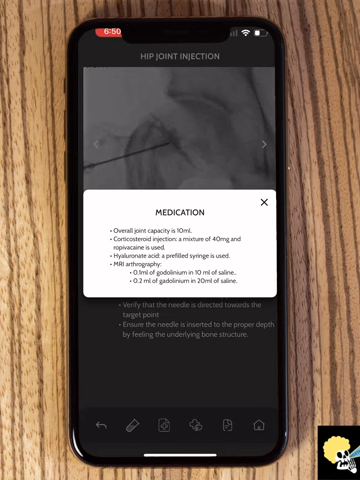 6:50
HIP JOINT INJECTION
MEDICATION
• Overall joint capacity is 10ml.
• Corticosteroid injection: a mixture of 40mg and
ropivacaine is used.
• Hyaluronate acid: a prefilled syringe is used.
• MRI arthrography:
• 0.1ml of godolinium in 10 ml of saline..
• 0.2 ml of gadolinium in 20ml of saline.
• Verify that the needle is directed towards the
target point
• Ensure the needle is inserted to the proper depth
by feeling the underlying bone structure.